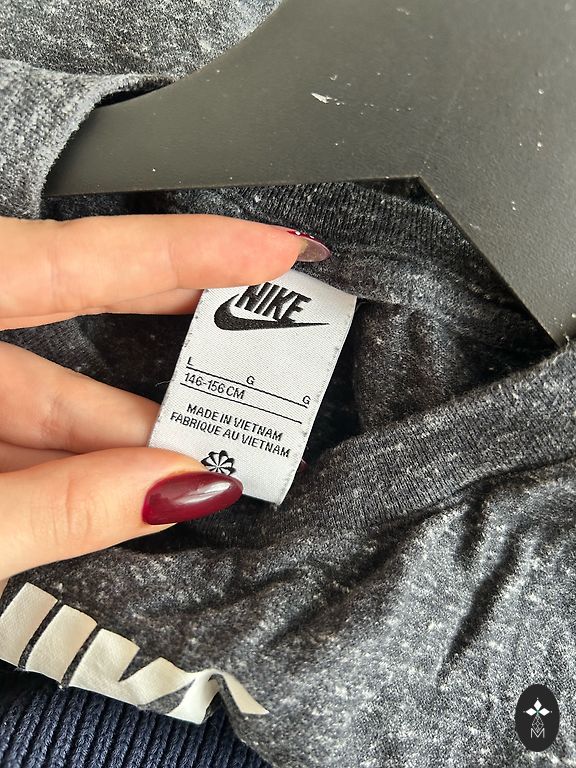 NIKE
L G G
146-156 CM
MADE IN VIETNAM
FABRIQUE AU VIETNAM
M